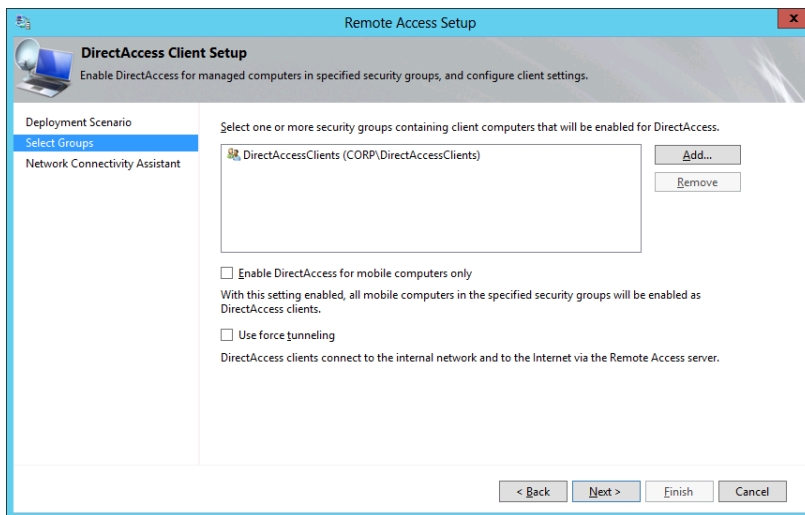 Remote Access Setup
x
DirectAccess Client Setup
Enable DirectAccess for managed computers in specified security groups, and configure client settings.
Deployment Scenario
Select Groups
Network Connectivity Assistant
Select one or more security groups containing client computers that will be enabled for DirectAccess.
DirectAccessClients (CORP\DirectAccessClients)
Add...
Remove
Enable DirectAccess for mobile computers only
With this setting enabled, all mobile computers in the specified security groups will be enabled as
DirectAccess clients.
Use force tunneling
DirectAccess clients connect to the internal network and to the Internet via the Remote Access server.
< Back
Next >
Finish
Cancel